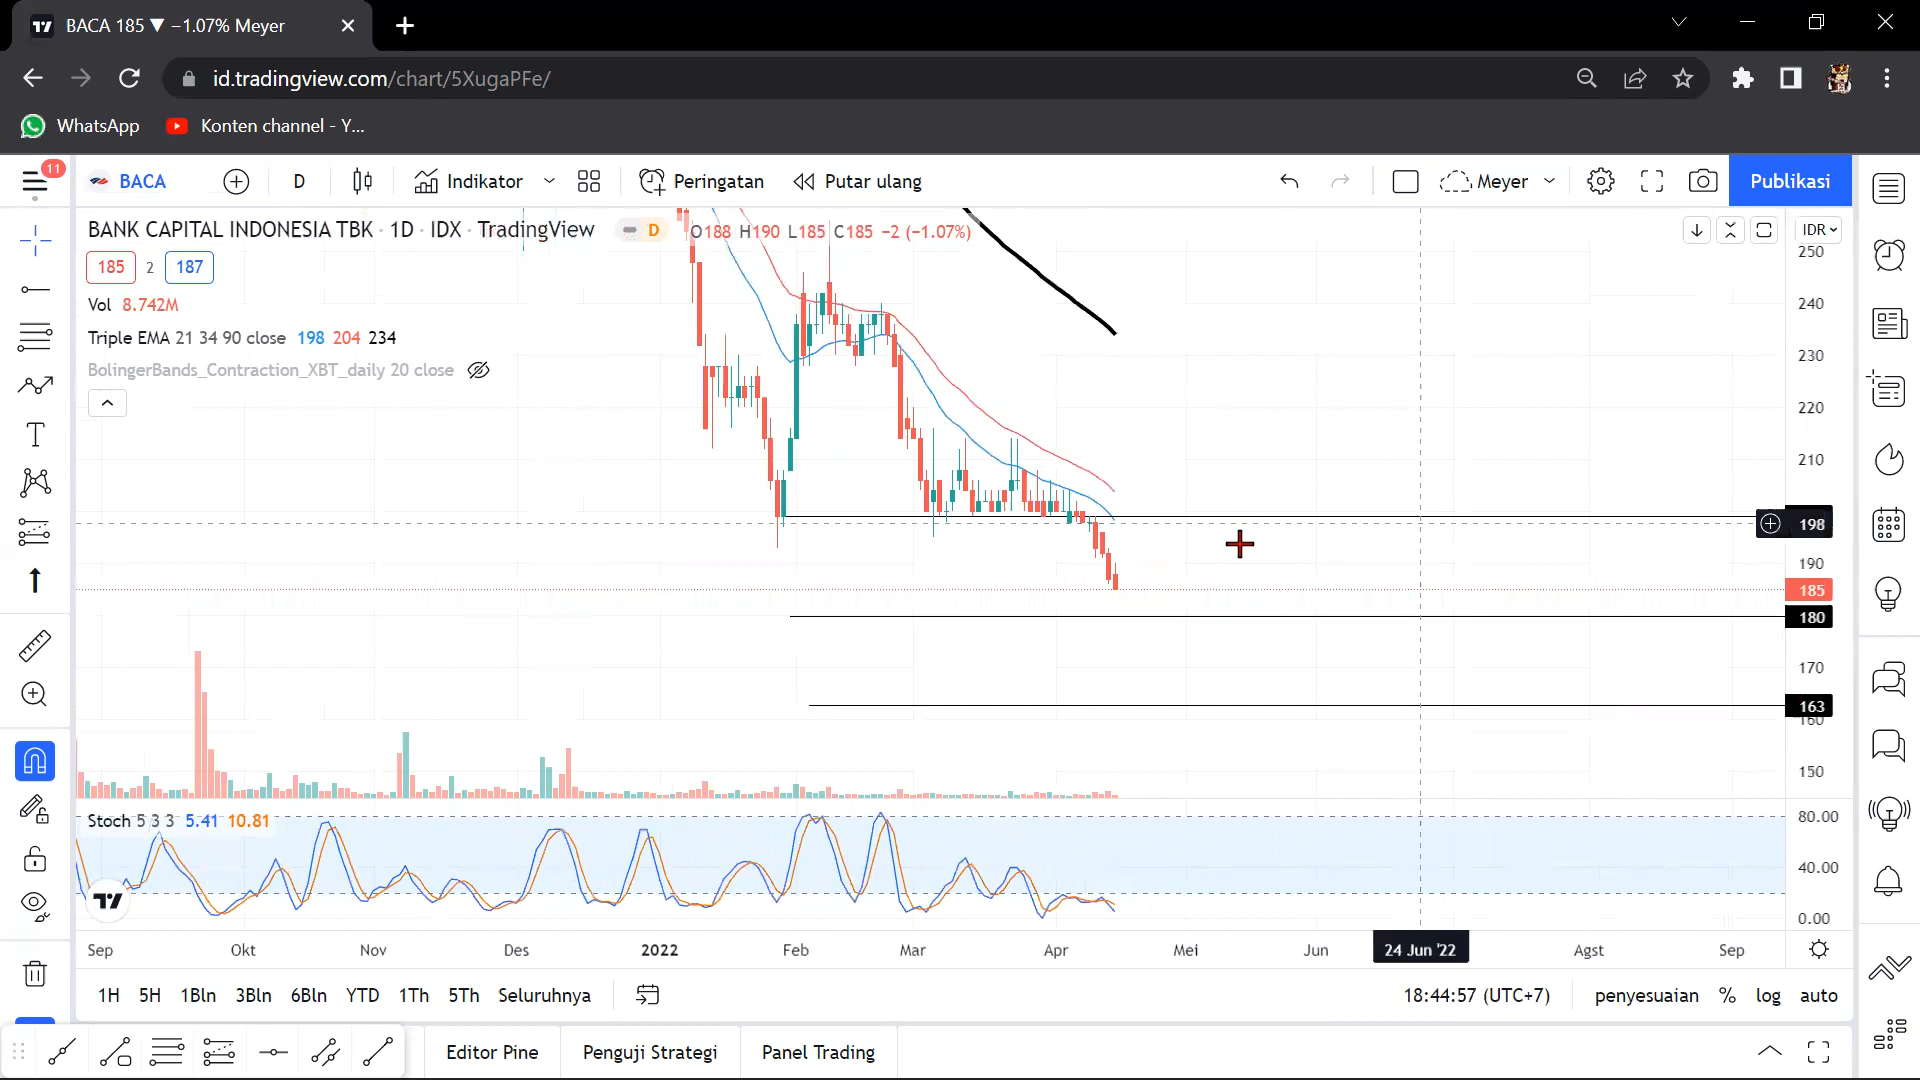 BACA 185 ▼ −1.07% Meyer
id.tradingview.com/chart/5XugaPFe/
WhatsApp
Konten channel - Y...
11
BACA
D
Indikator
Peringatan
Putar ulang
Meyer
Publikasi
BANK CAPITAL INDONESIA TBK · 1D · IDX · TradingView
D
O188 H190 L185 C185 −2 (−1.07%)
IDR
185 2 187
Vol 8.742M
Triple EMA 21 34 90 close 198 204 234
BolingerBands_Contraction_XBT_daily 20 close
250
240
230
220
210
198
190
185
180
170
163
160
150
Stoch 5 3 3 5.41 10.81
80.00
40.00
0.00
Sep Okt Nov Des 2022 Feb Mar Apr Mei Jun 24 Jun '22 Agst Sep
1H 5H 1Bln 3Bln 6Bln YTD 1Th 5Th Seluruhnya
18:44:57 (UTC+7) penyesuaian % log auto
Editor Pine
Penguji Strategi
Panel Trading